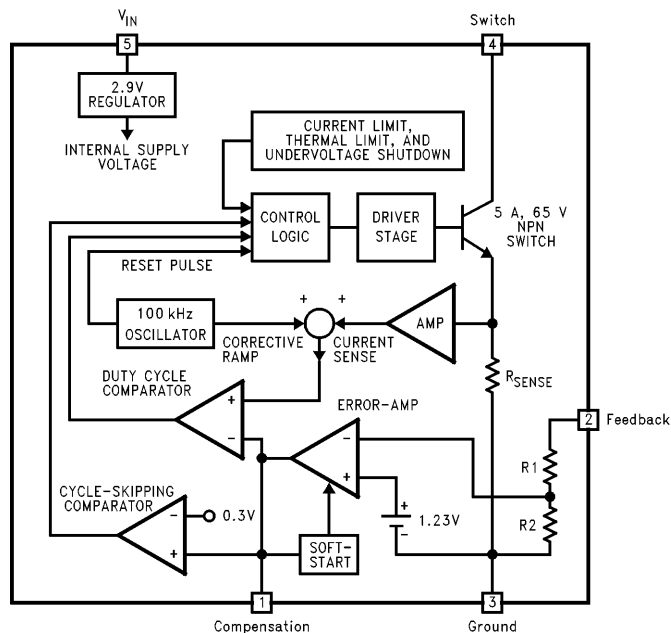 V_IN
Switch
5
4
2.9V
REGULATOR
INTERNAL SUPPLY
VOLTAGE
CURRENT LIMIT,
THERMAL LIMIT, AND
UNDERVOLTAGE SHUTDOWN
CONTROL
LOGIC
DRIVER
STAGE
5 A, 65 V
NPN
SWITCH
RESET PULSE
100 kHz
OSCILLATOR
+
+
CORRECTIVE
RAMP
CURRENT
SENSE
AMP
R_SENSE
DUTY CYCLE
COMPARATOR
+
−
ERROR-AMP
−
+
2
Feedback
R1
R2
CYCLE-SKIPPING
COMPARATOR
−
0.3V
+
SOFT-
START
+
1.23V
−
1
3
Compensation
Ground